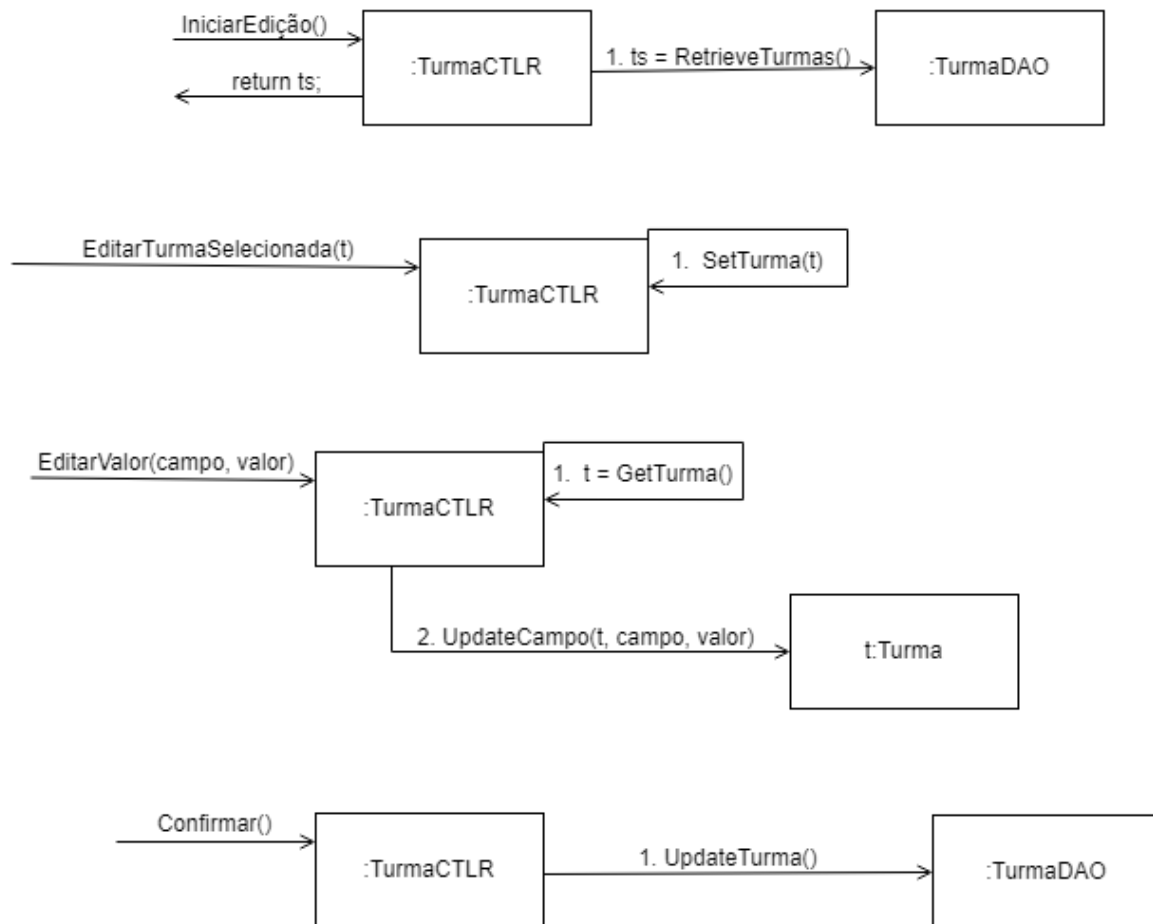 IniciarEdição()
:TurmaCTLR
1. ts = RetrieveTurmas()
:TurmaDAO
return ts;
EditarTurmaSelecionada(t)
:TurmaCTLR
1. SetTurma(t)
EditarValor(campo, valor)
:TurmaCTLR
1. t = GetTurma()
2. UpdateCampo(t, campo, valor)
t:Turma
Confirmar()
:TurmaCTLR
1. UpdateTurma()
:TurmaDAO